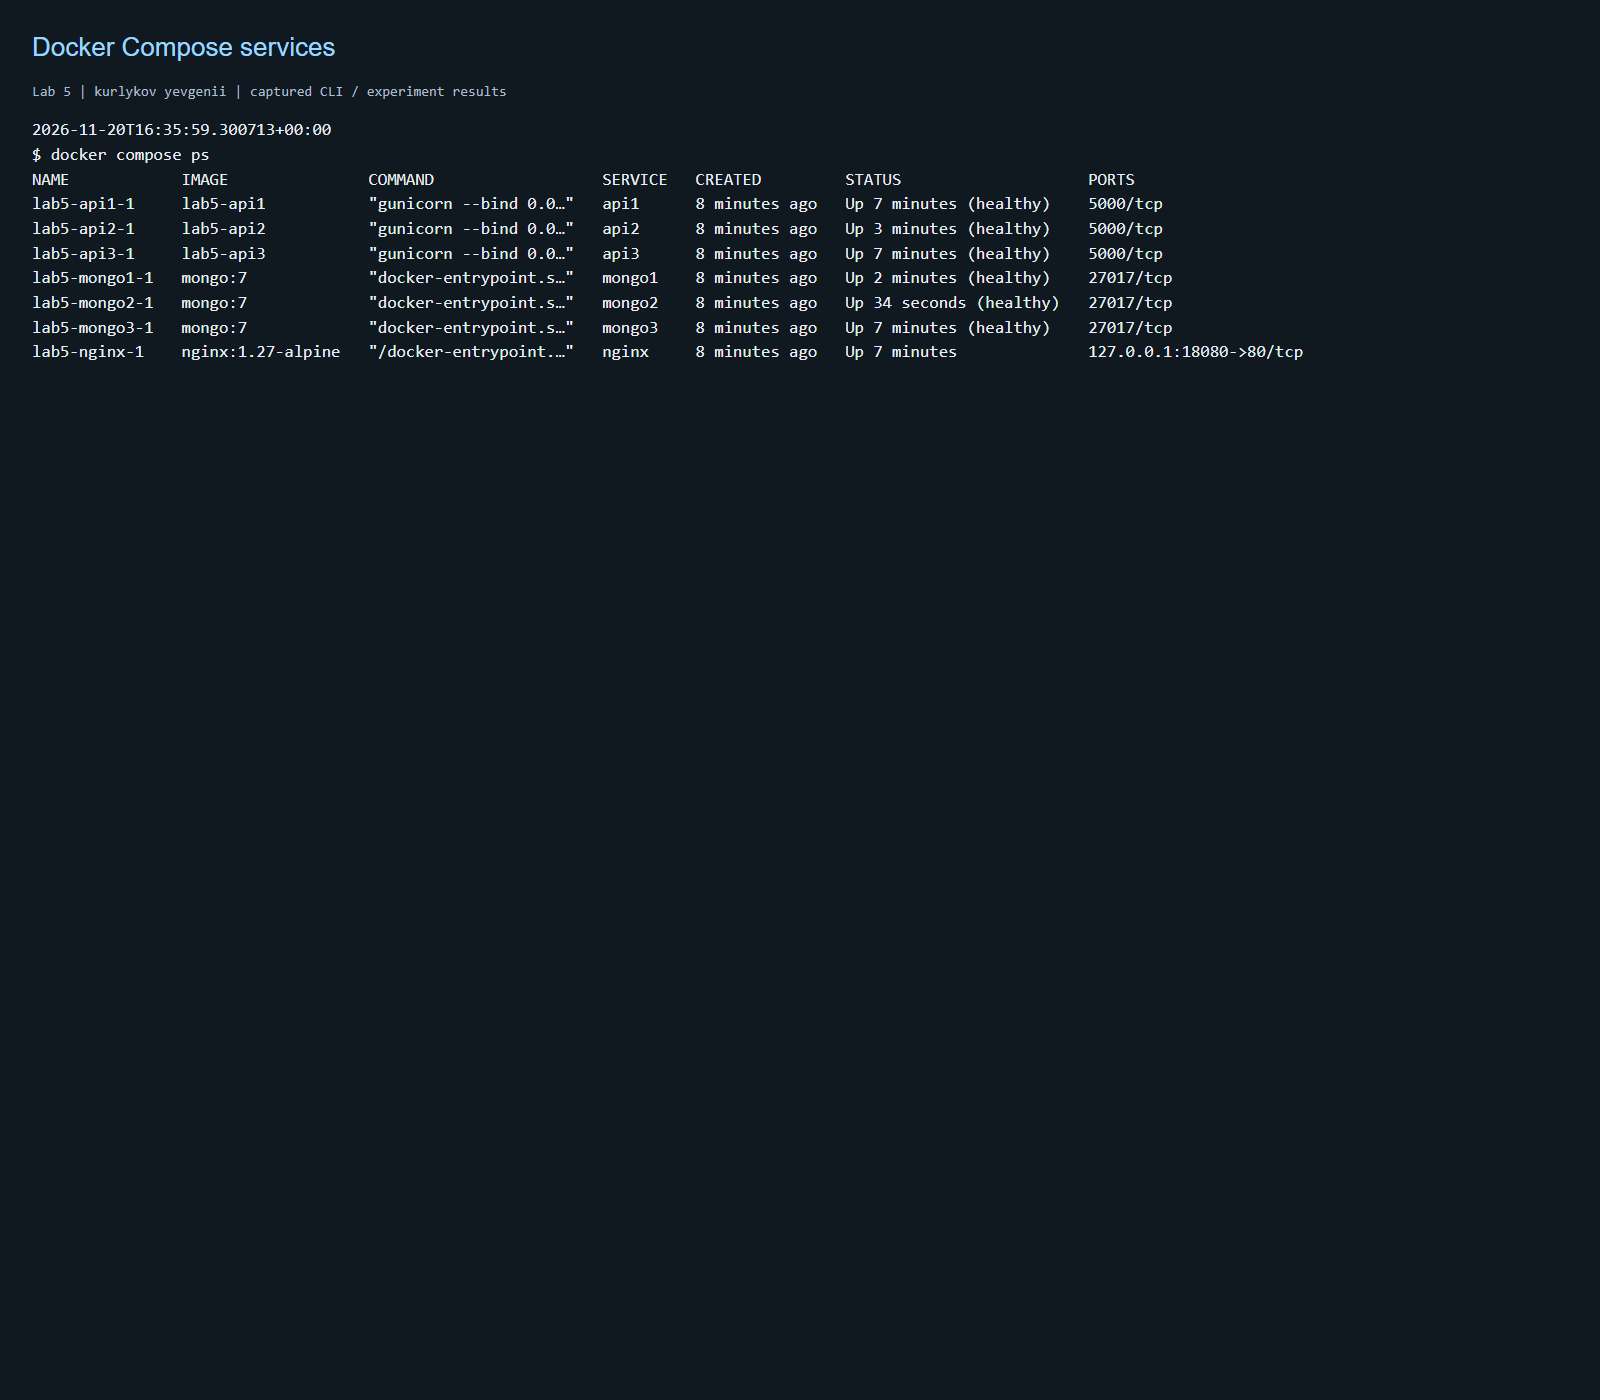 Docker Compose services
Lab 5 | kurlykov yevgenii | captured CLI / experiment results
2026-11-20T16:35:59.300713+00:00
$ docker compose ps
NAME            IMAGE               COMMAND                  SERVICE   CREATED         STATUS                    PORTS
lab5-api1-1     lab5-api1           "gunicorn --bind 0.0…"   api1      8 minutes ago   Up 7 minutes (healthy)    5000/tcp
lab5-api2-1     lab5-api2           "gunicorn --bind 0.0…"   api2      8 minutes ago   Up 3 minutes (healthy)    5000/tcp
lab5-api3-1     lab5-api3           "gunicorn --bind 0.0…"   api3      8 minutes ago   Up 7 minutes (healthy)    5000/tcp
lab5-mongo1-1   mongo:7             "docker-entrypoint.s…"   mongo1    8 minutes ago   Up 2 minutes (healthy)    27017/tcp
lab5-mongo2-1   mongo:7             "docker-entrypoint.s…"   mongo2    8 minutes ago   Up 34 seconds (healthy)   27017/tcp
lab5-mongo3-1   mongo:7             "docker-entrypoint.s…"   mongo3    8 minutes ago   Up 7 minutes (healthy)    27017/tcp
lab5-nginx-1    nginx:1.27-alpine   "/docker-entrypoint.…"   nginx     8 minutes ago   Up 7 minutes              127.0.0.1:18080->80/tcp